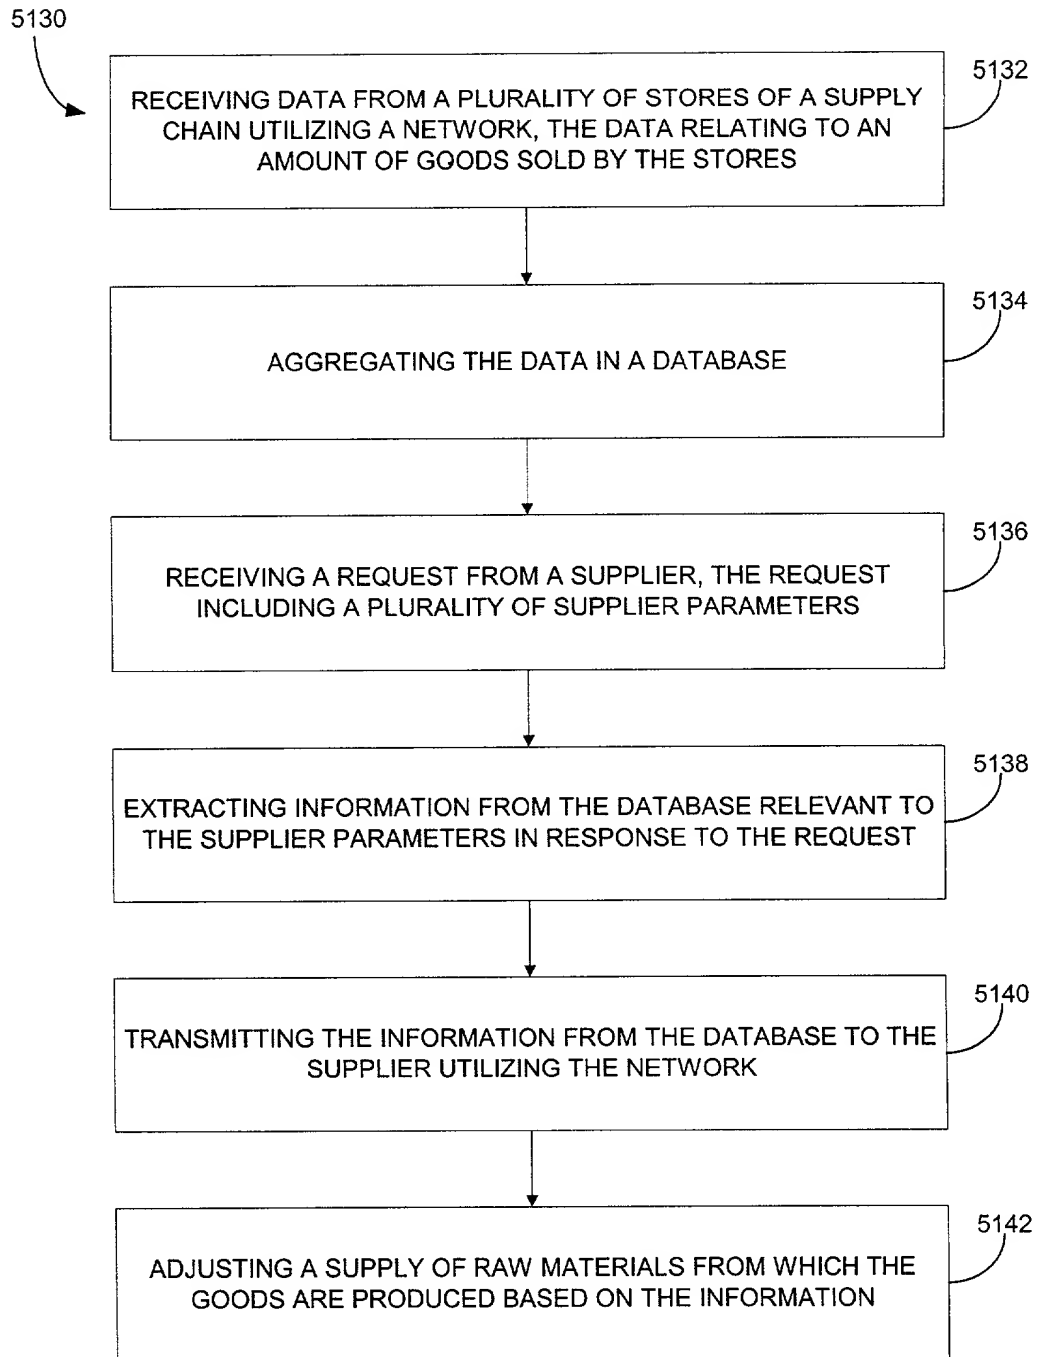 5130
5132
RECEIVING DATA FROM A PLURALITY OF STORES OF A SUPPLY
CHAIN UTILIZING A NETWORK, THE DATA RELATING TO AN
AMOUNT OF GOODS SOLD BY THE STORES
5134
AGGREGATING THE DATA IN A DATABASE
5136
RECEIVING A REQUEST FROM A SUPPLIER, THE REQUEST
INCLUDING A PLURALITY OF SUPPLIER PARAMETERS
5138
EXTRACTING INFORMATION FROM THE DATABASE RELEVANT TO
THE SUPPLIER PARAMETERS IN RESPONSE TO THE REQUEST
5140
TRANSMITTING THE INFORMATION FROM THE DATABASE TO THE
SUPPLIER UTILIZING THE NETWORK
5142
ADJUSTING A SUPPLY OF RAW MATERIALS FROM WHICH THE
GOODS ARE PRODUCED BASED ON THE INFORMATION